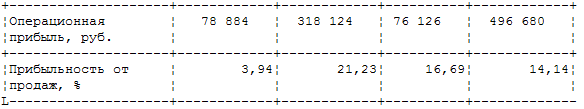 Операционная 78 884 318 124 76 126 496 680
прибыль, руб.
Прибыльность от 3,94 21,23 16,69 14,14
продаж, %